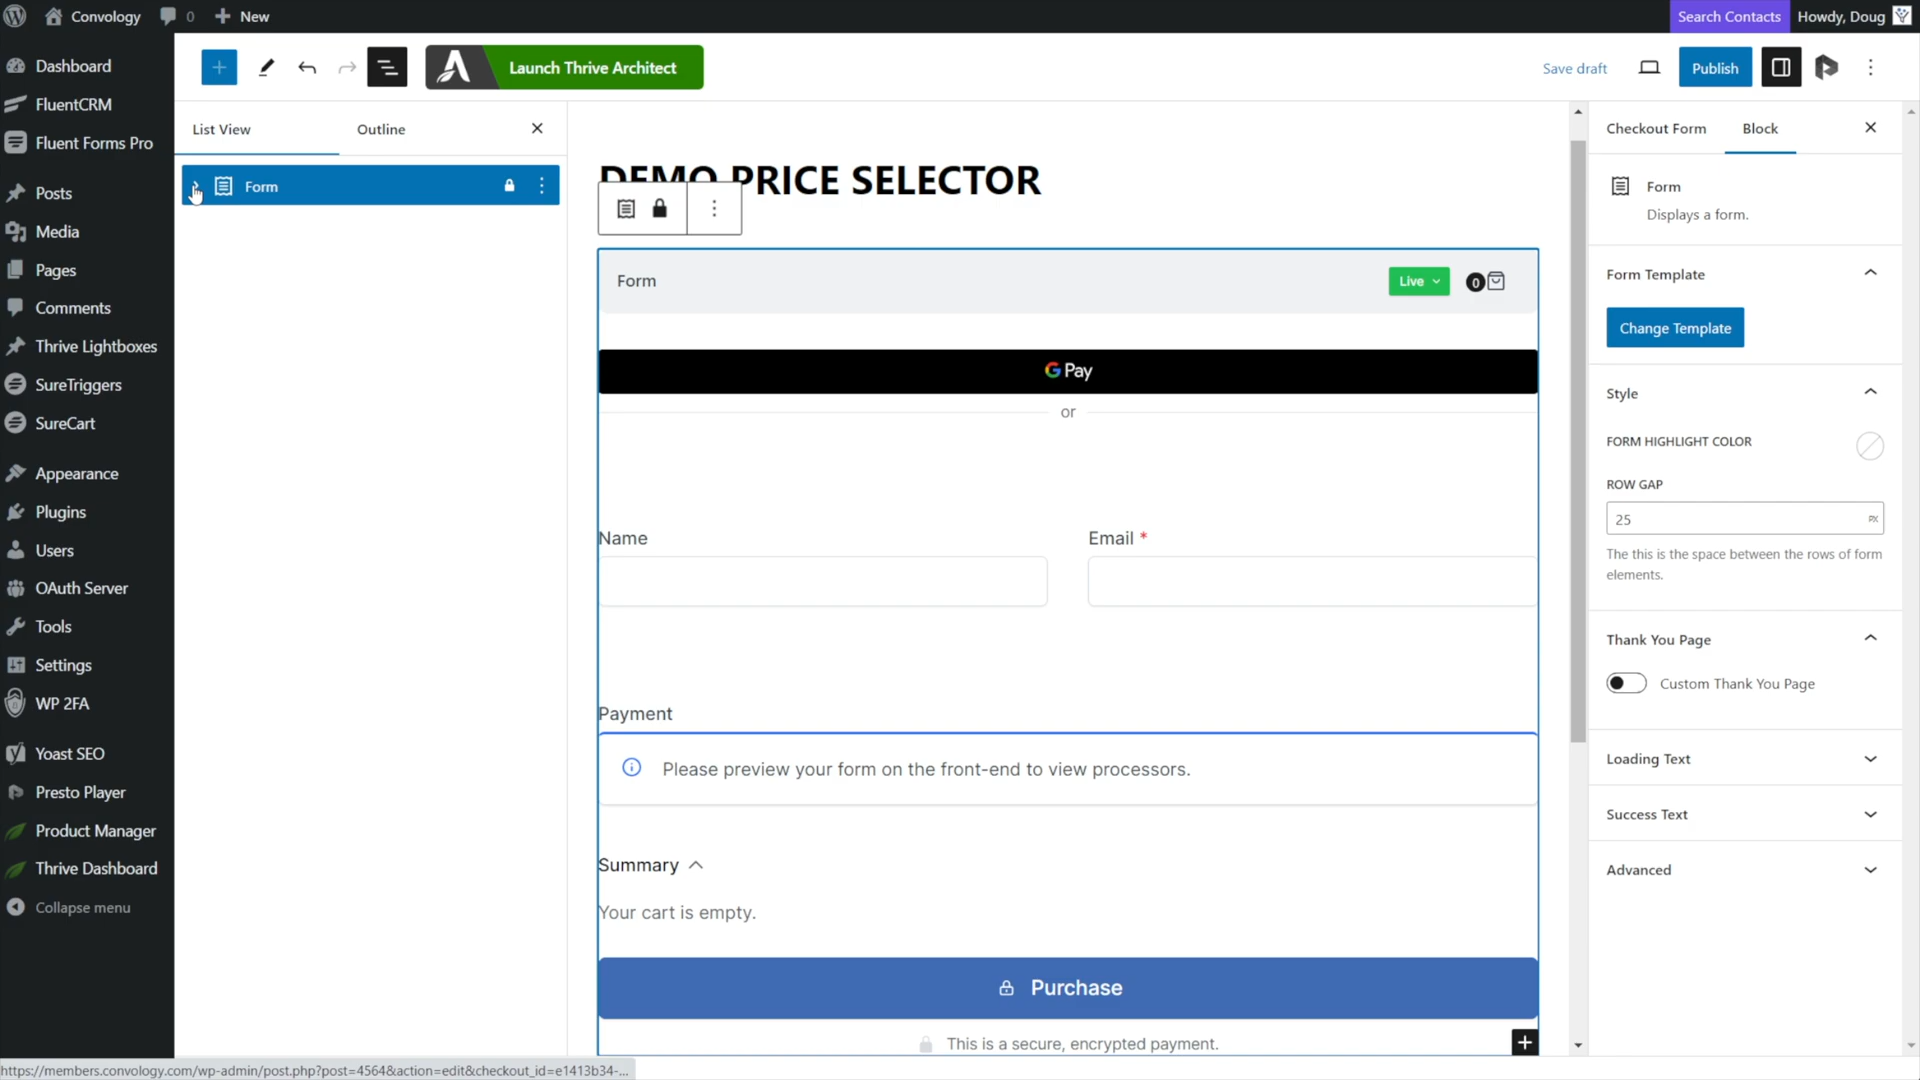 Convology
0
New
Search Contacts
Howdy, Doug
Dashboard
FluentCRM
Fluent Forms Pro
Posts
Media
Pages
Comments
Thrive Lightboxes
SureTriggers
SureCart
Appearance
Plugins
Users
OAuth Server
Tools
Settings
WP 2FA
Yoast SEO
Presto Player
Product Manager
Thrive Dashboard
Collapse menu
Launch Thrive Architect
Save draft
Publish
List View
Outline
Form
DEMO PRICE SELECTOR
Form
Live
0
G Pay
or
Name
Email *
Payment
Please preview your form on the front-end to view processors.
Summary
Your cart is empty.
Purchase
This is a secure, encrypted payment.
Checkout Form
Block
Form
Displays a form.
Form Template
Change Template
Style
FORM HIGHLIGHT COLOR
ROW GAP
25
PX
The this is the space between the rows of form
elements.
Thank You Page
Custom Thank You Page
Loading Text
Success Text
Advanced
https://members.convology.com/wp-admin/post.php?post=4564&action=edit&checkout_id=e1413b34-...